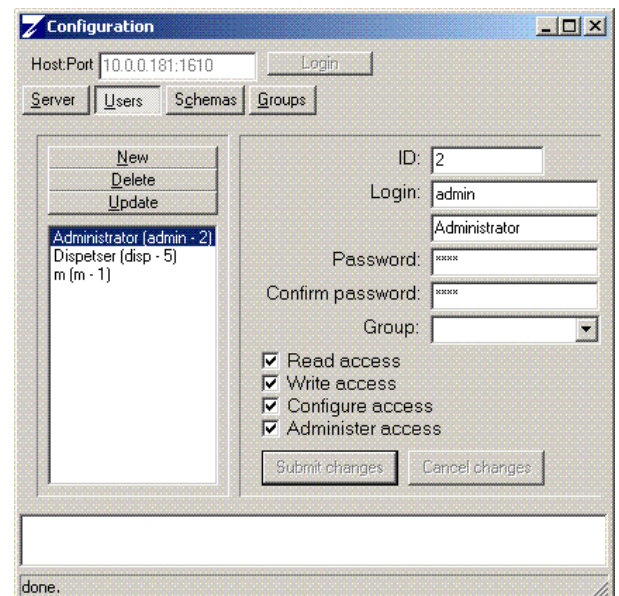 Configuration
Host:Port 10.0.0.181:1610 Login
Server Users Schemas Groups
New
Delete
Update
Administrator (admin - 2)
Dispetser (disp - 5)
m (m - 1)
ID: 2
Login: admin
Administrator
Password: ****
Confirm password: ****
Group:
Read access
Write access
Configure access
Administer access
Submit changes Cancel changes
done.